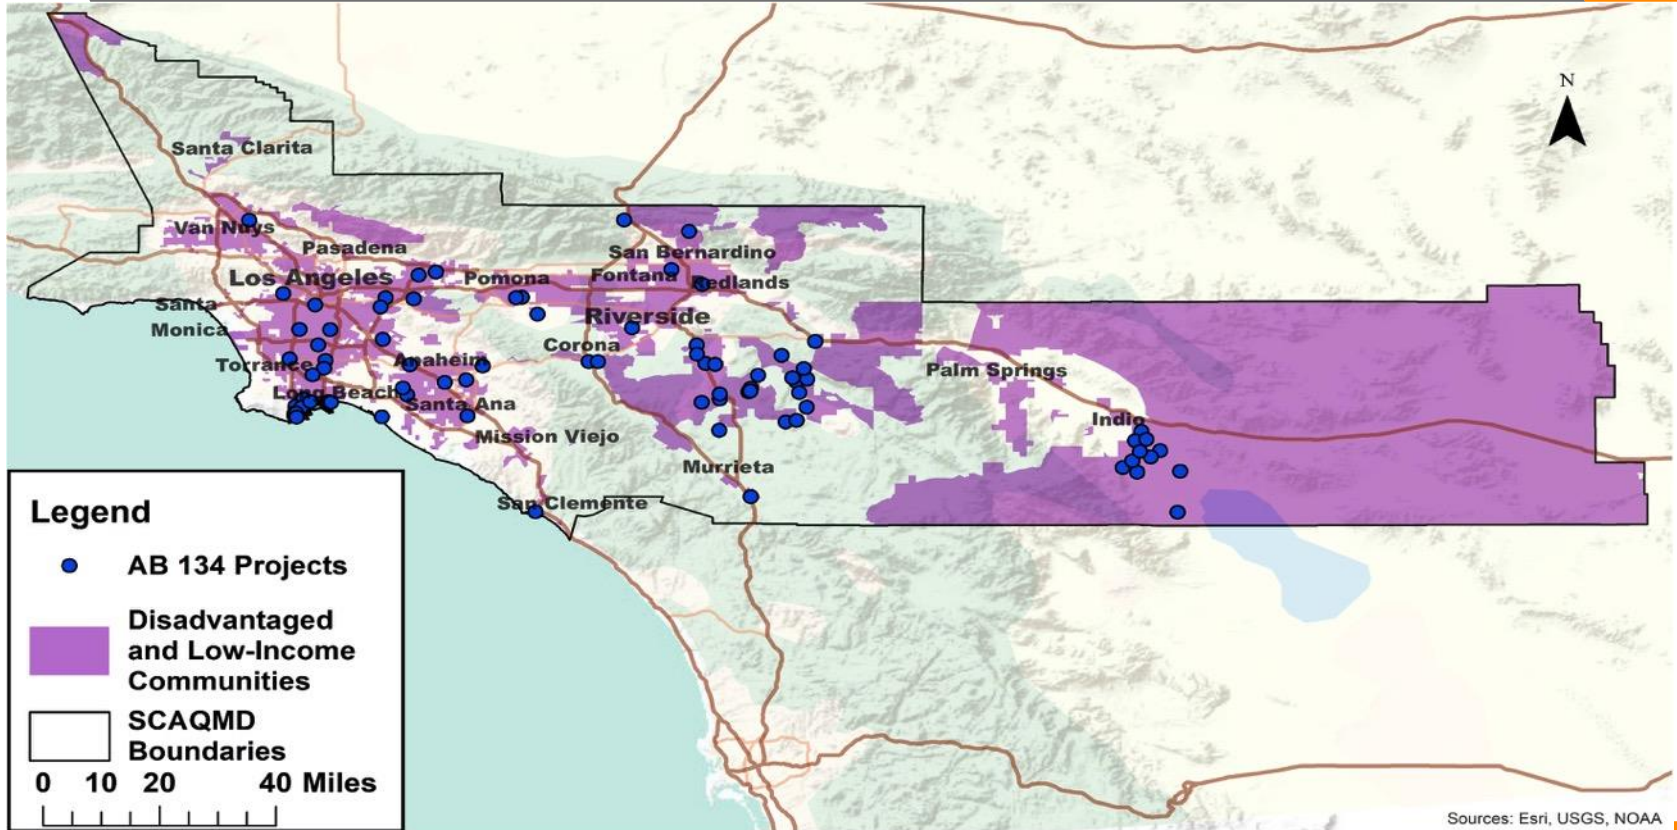 N
Santa Clarita
Van Nuys
Pasadena
San Bernardino
Los Angeles
Pomona
Fontana
Redlands
Santa
Monica
Riverside
Corona
Torrance
Anaheim
Palm Springs
Long Beach
Santa Ana
Indio
Mission Viejo
Murrieta
San Clemente
Legend
AB 134 Projects
Disadvantaged
and Low-Income
Communities
SCAQMD
Boundaries
0 10 20 40 Miles
Sources: Esri, USGS, NOAA